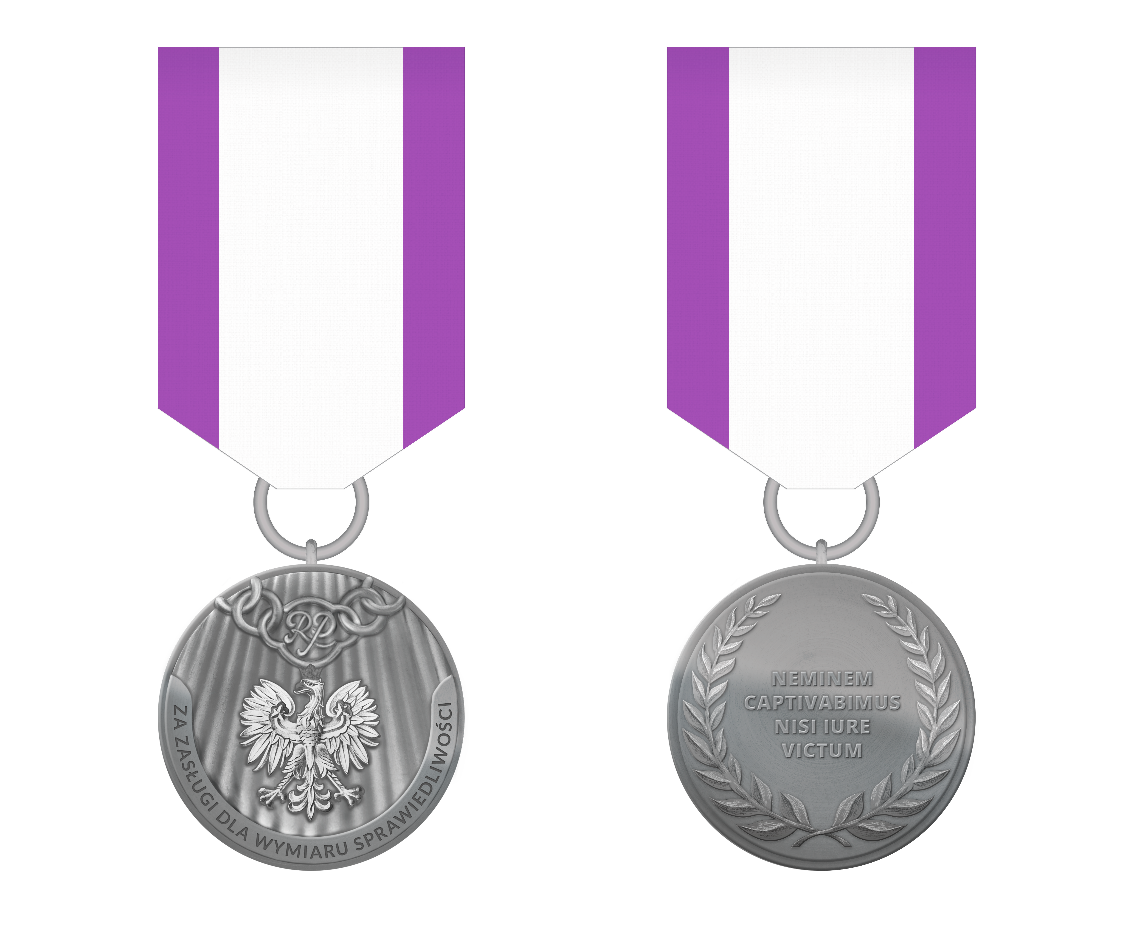 RP
ZA ZASŁUGI DLA WYMIARU SPRAWIEDLIWOŚCI
NEMINEM
CAPTIVABIMUS
NISI IURE
VICTUM